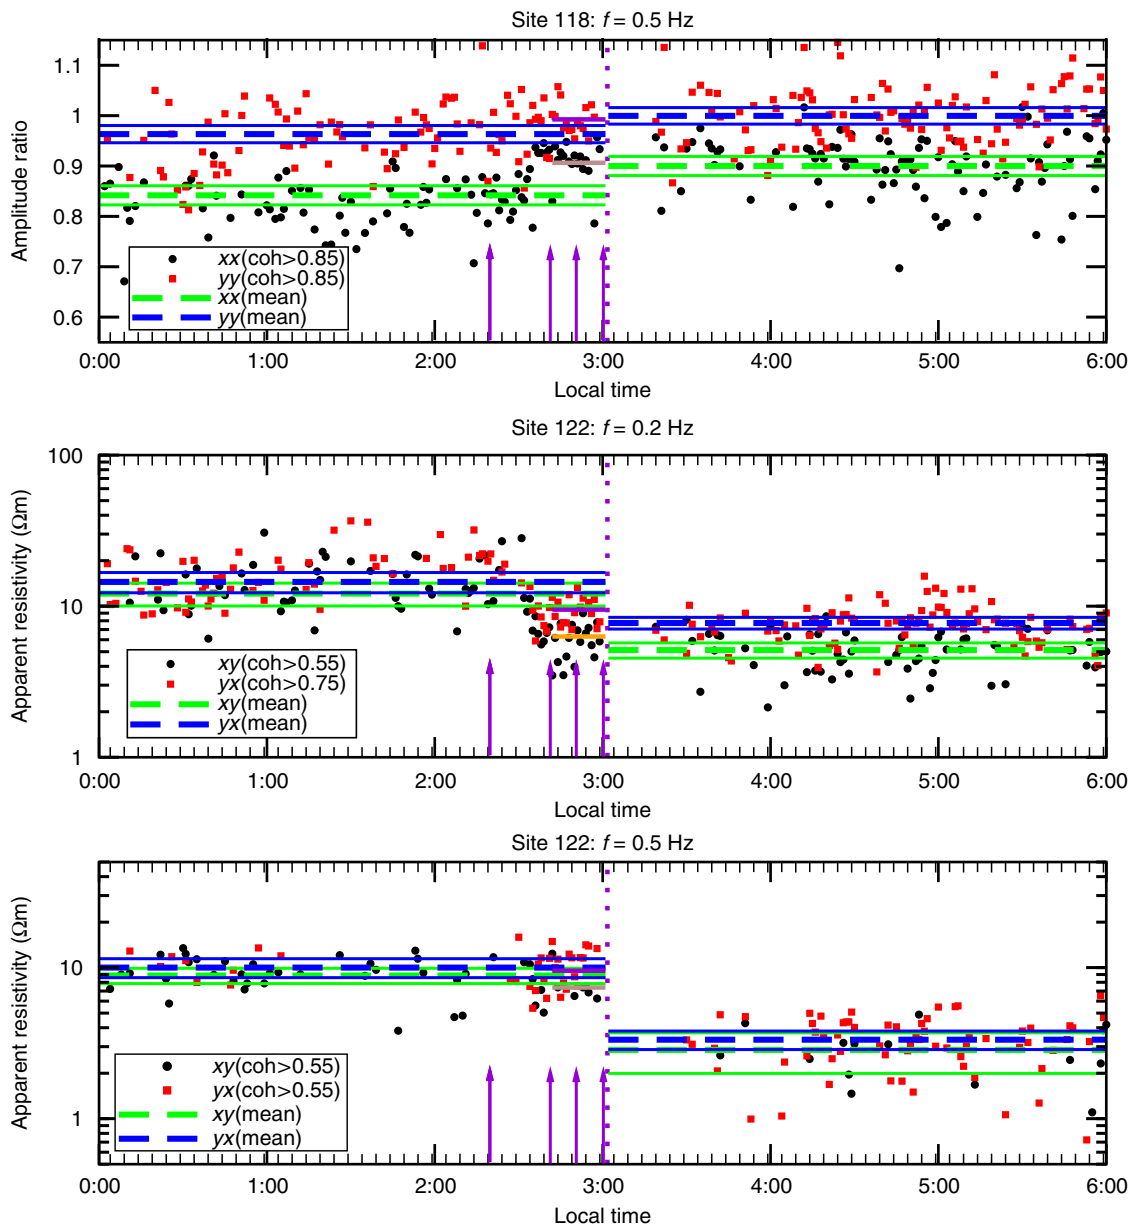 Site 118: f = 0.5 Hz
1.1
1
0.9
0.8
0.7
0.6
Amplitude ratio
xx(coh>0.85)
yy(coh>0.85)
xx(mean)
yy(mean)
0:00 1:00 2:00 3:00 4:00 5:00 6:00
Local time
Site 122: f = 0.2 Hz
100
10
1
Apparent resistivity (Ωm)
xy(coh>0.55)
yx(coh>0.75)
xy(mean)
yx(mean)
0:00 1:00 2:00 3:00 4:00 5:00 6:00
Local time
Site 122: f = 0.5 Hz
10
1
Apparent resistivity (Ωm)
xy(coh>0.55)
yx(coh>0.55)
xy(mean)
yx(mean)
0:00 1:00 2:00 3:00 4:00 5:00 6:00
Local time